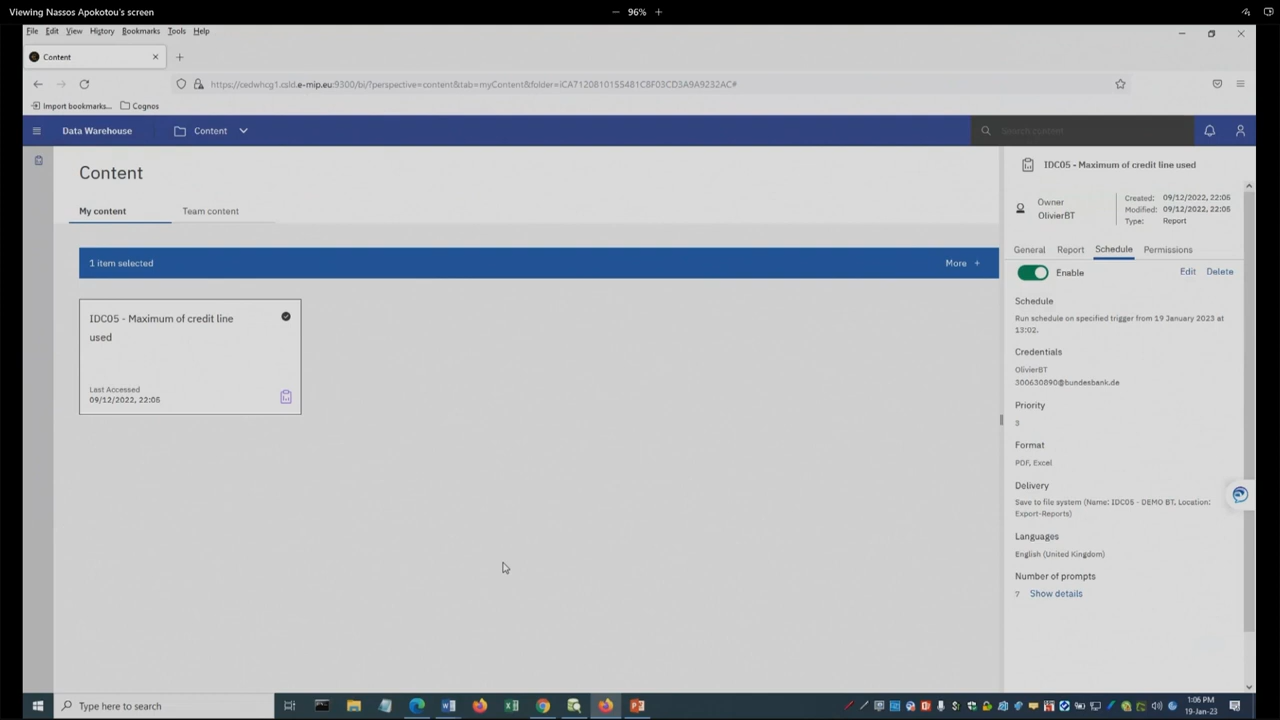 Viewing Nassos Apokotou's screen
96%
File Edit View History Bookmarks Tools Help
Content
https://cedwhcg1.csld.e-mip.eu:9300/bi/?perspective=content&tab=myContent&folder=iCA7120810155481C8F03CD3A9A9232AC#
Import bookmarks... Cognos
Data Warehouse Content Search content
Content
My content Team content
1 item selected More
IDC05 - Maximum of credit line
used
Last Accessed
09/12/2022, 22:05
IDC05 - Maximum of credit line used
Owner
OlivierBT
Created: 09/12/2022, 22:05
Modified: 09/12/2022, 22:05
Type: Report
General Report Schedule Permissions
Enable Edit Delete
Schedule
Run schedule on specified trigger from 19 January 2023 at
13:02.
Credentials
OlivierBT
300630890@bundesbank.de
Priority
3
Format
PDF, Excel
Delivery
Save to file system (Name: IDC05 - DEMO BT, Location:
Export-Reports)
Languages
English (United Kingdom)
Number of prompts
7 Show details
Type here to search
1:06 PM
19-Jan-23